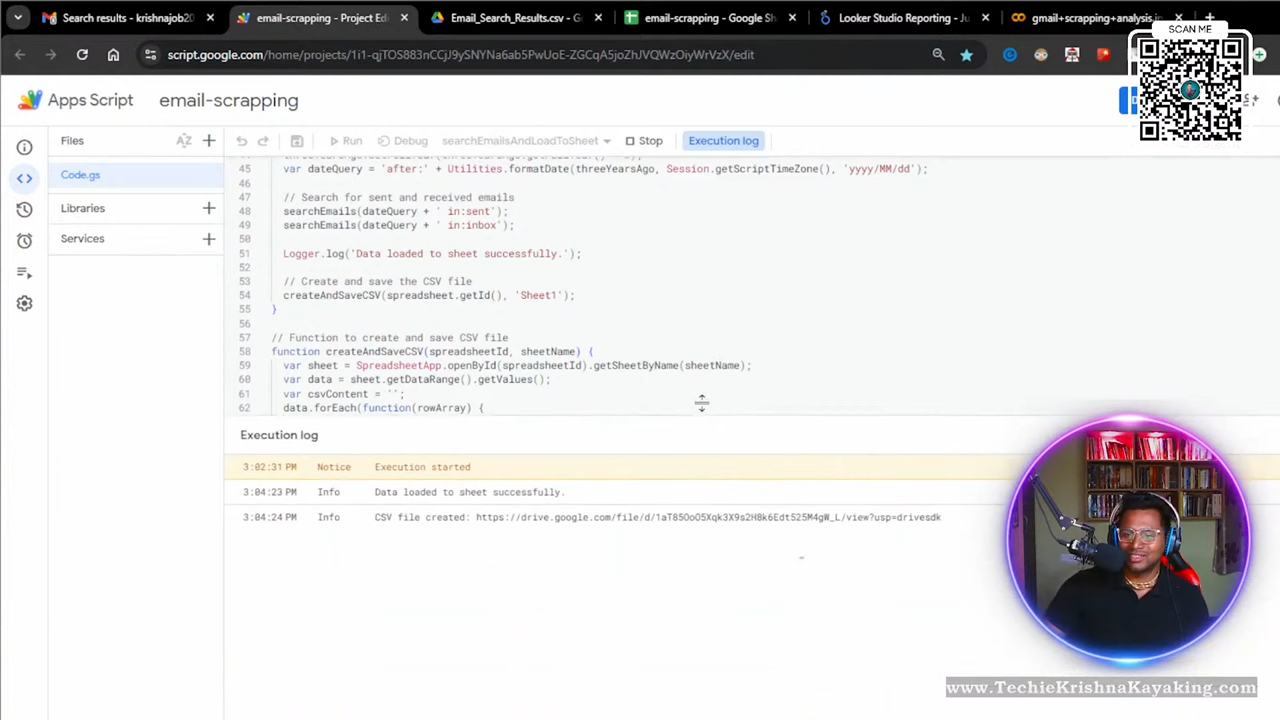 Search results - krishnajob20
email-scrapping - Project Edi
Email_Search_Results.csv - G
email-scrapping - Google Sh
Looker Studio Reporting - Ju
gmail+scrapping+analysis.i
SCAN ME
script.google.com/home/projects/1i1-qjTOS883nCCjJ9ySNYNa6ab5PwUoE-ZGCqA5joZhJVQWzOiyWrVzX/edit
Apps Script
email-scrapping
Files
Run
Debug
searchEmailsAndLoadToSheet
Stop
Execution log
Code.gs
Libraries
Services
45 var dateQuery = 'after:' + Utilities.formatDate(threeYearsAgo, Session.getScriptTimeZone(), 'yyyy/MM/dd');
46
47 // Search for sent and received emails
48 searchEmails(dateQuery + ' in:sent');
49 searchEmails(dateQuery + ' in:inbox');
50
51 Logger.log('Data loaded to sheet successfully.');
52
53 // Create and save the CSV file
54 createAndSaveCSV(spreadsheet.getId(), 'Sheet1');
55 }
56
57 // Function to create and save CSV file
58 function createAndSaveCSV(spreadsheetId, sheetName) {
59 var sheet = SpreadsheetApp.openById(spreadsheetId).getSheetByName(sheetName);
60 var data = sheet.getDataRange().getValues();
61 var csvContent = '';
62 data.forEach(function(rowArray) {
Execution log
3:02:31 PM Notice Execution started
3:04:23 PM Info Data loaded to sheet successfully.
3:04:24 PM Info CSV file created: https://drive.google.com/file/d/1aT85OoO5Xqk3X9s2H8k6Edt525M4gW_L/view?usp=drivesdk
www.TechieKrishnaKayaking.com